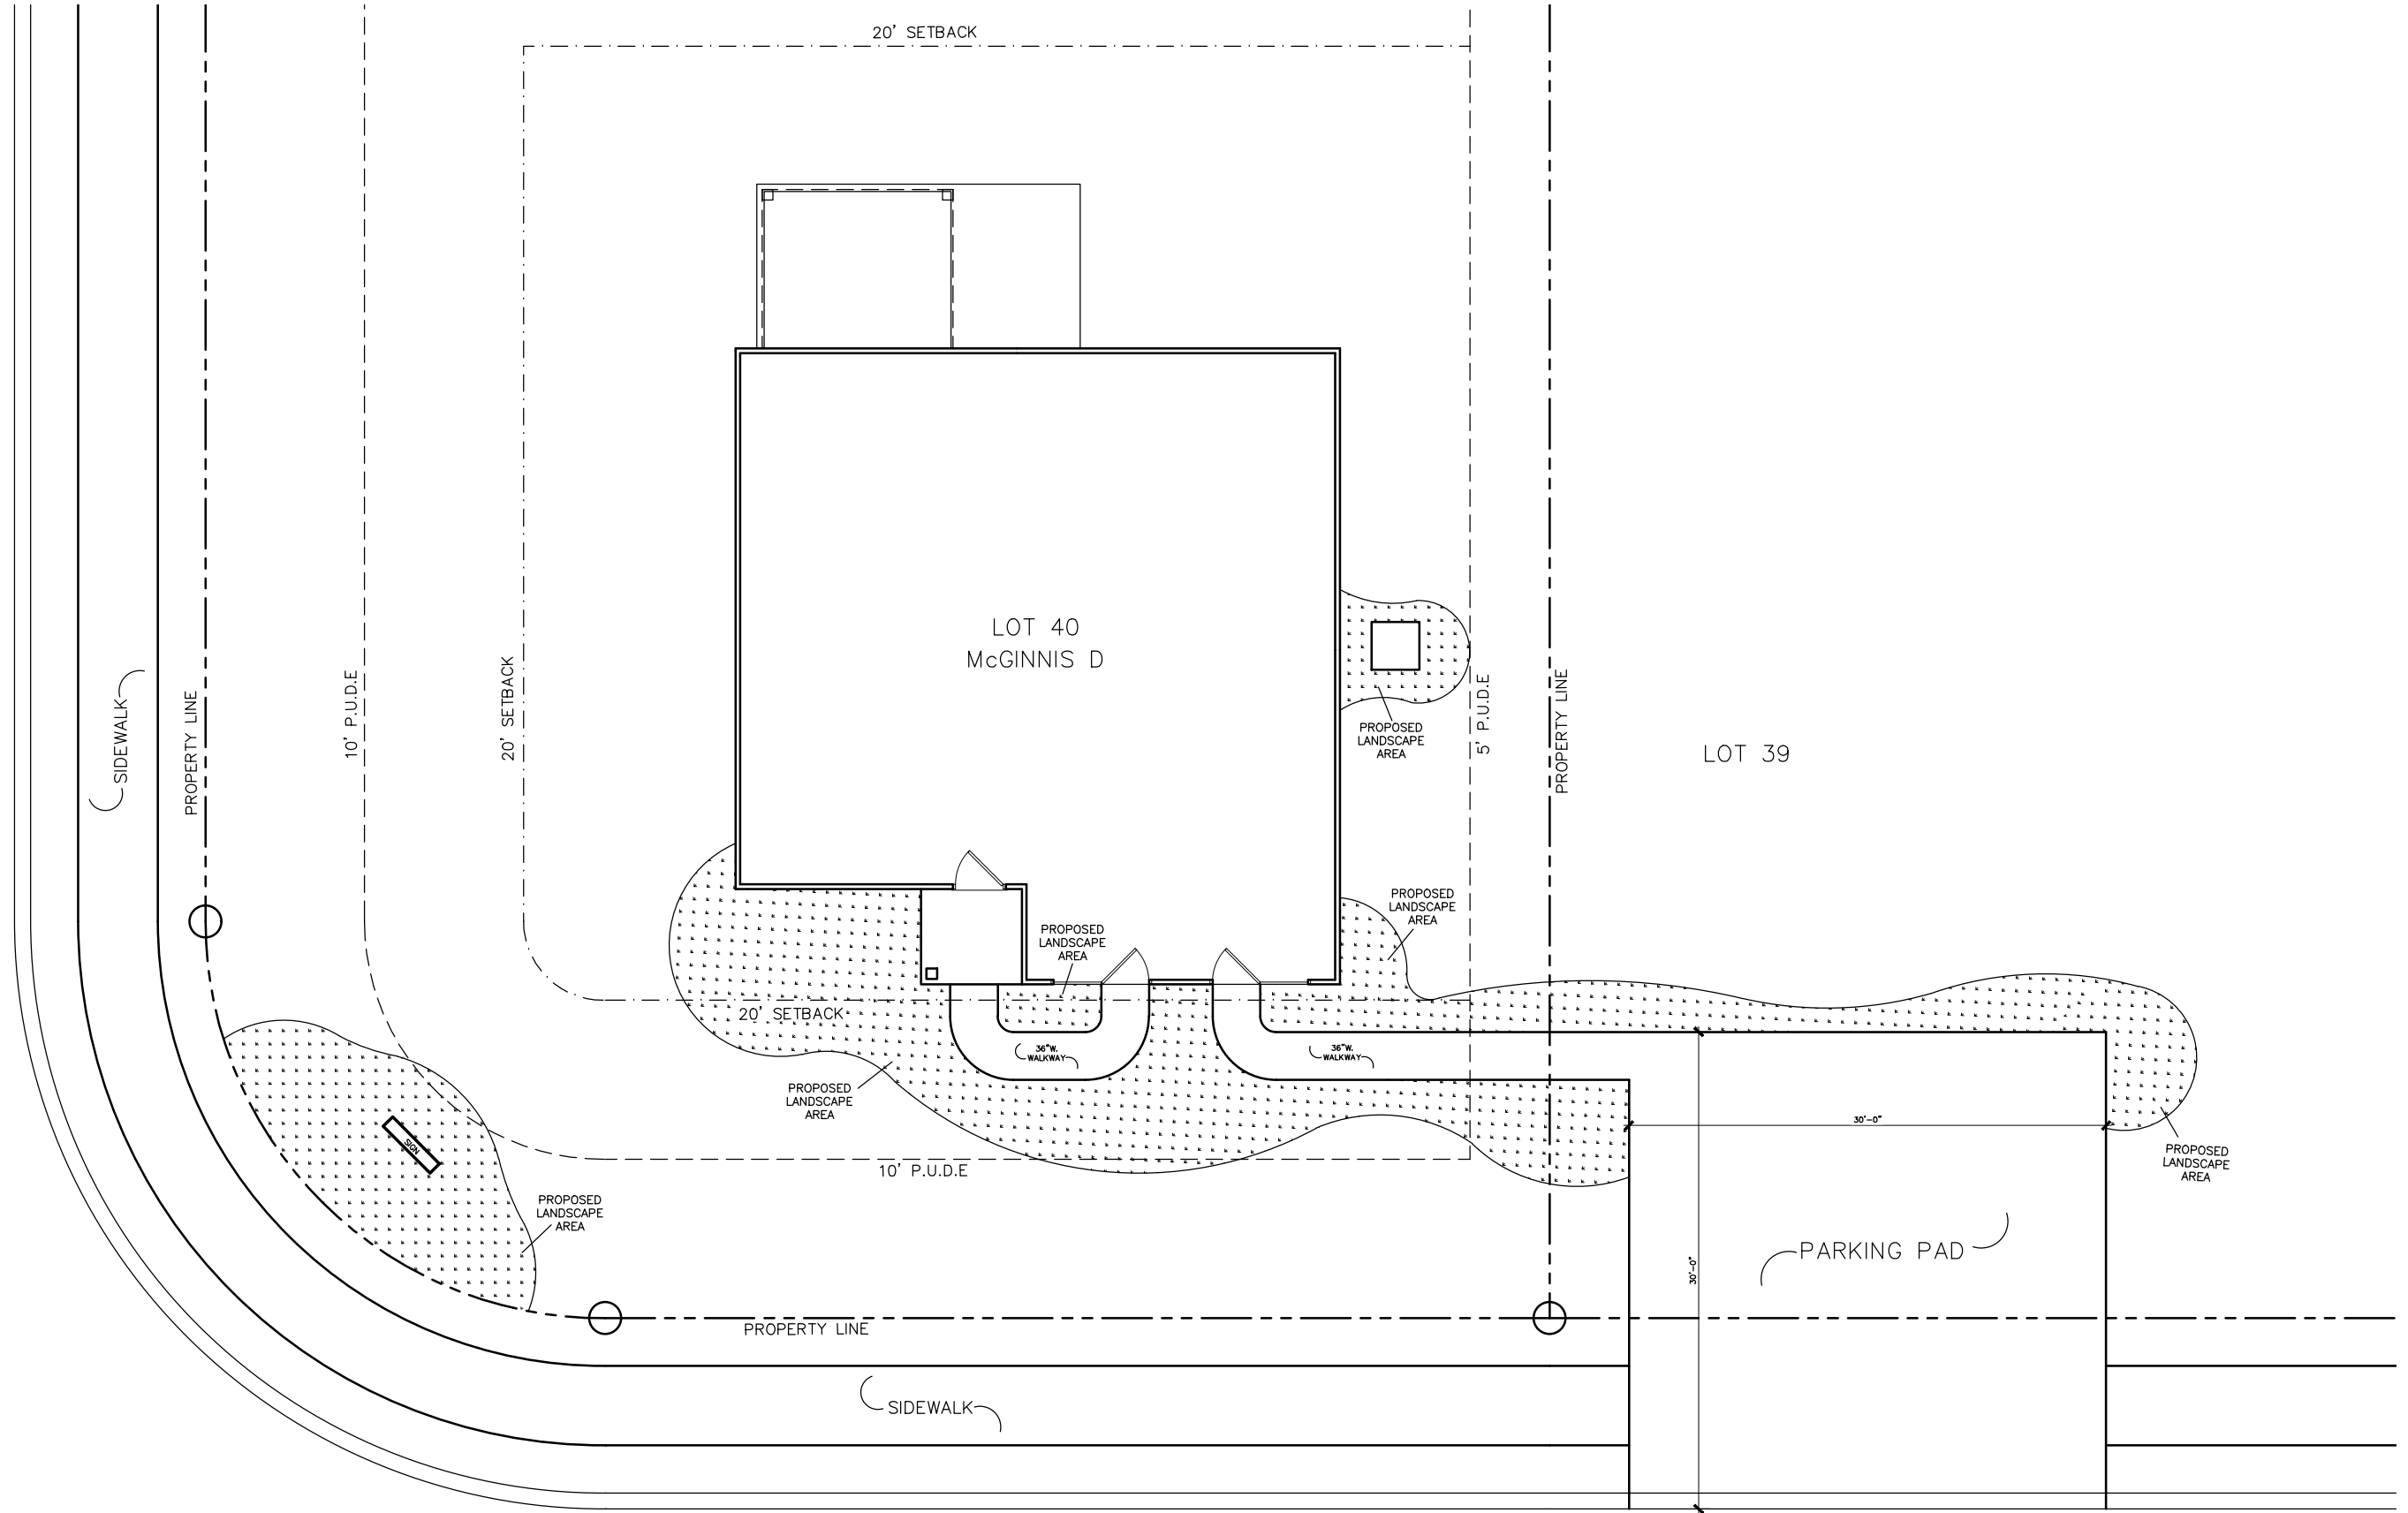 20' SETBACK
LOT 40
McGINNIS D
SIDEWALK
PROPERTY LINE
10' P.U.D.E
20' SETBACK
5' P.U.D.E
PROPERTY LINE
LOT 39
PROPOSED
LANDSCAPE
AREA
PROPOSED
LANDSCAPE
AREA
PROPOSED
LANDSCAPE
AREA
20' SETBACK
36"W.
WALKWAY
36"W.
WALKWAY
PROPOSED
LANDSCAPE
AREA
30'-0"
SIGN
10' P.U.D.E
PROPOSED
LANDSCAPE
AREA
PROPOSED
LANDSCAPE
AREA
30'-0"
PARKING PAD
PROPERTY LINE
SIDEWALK